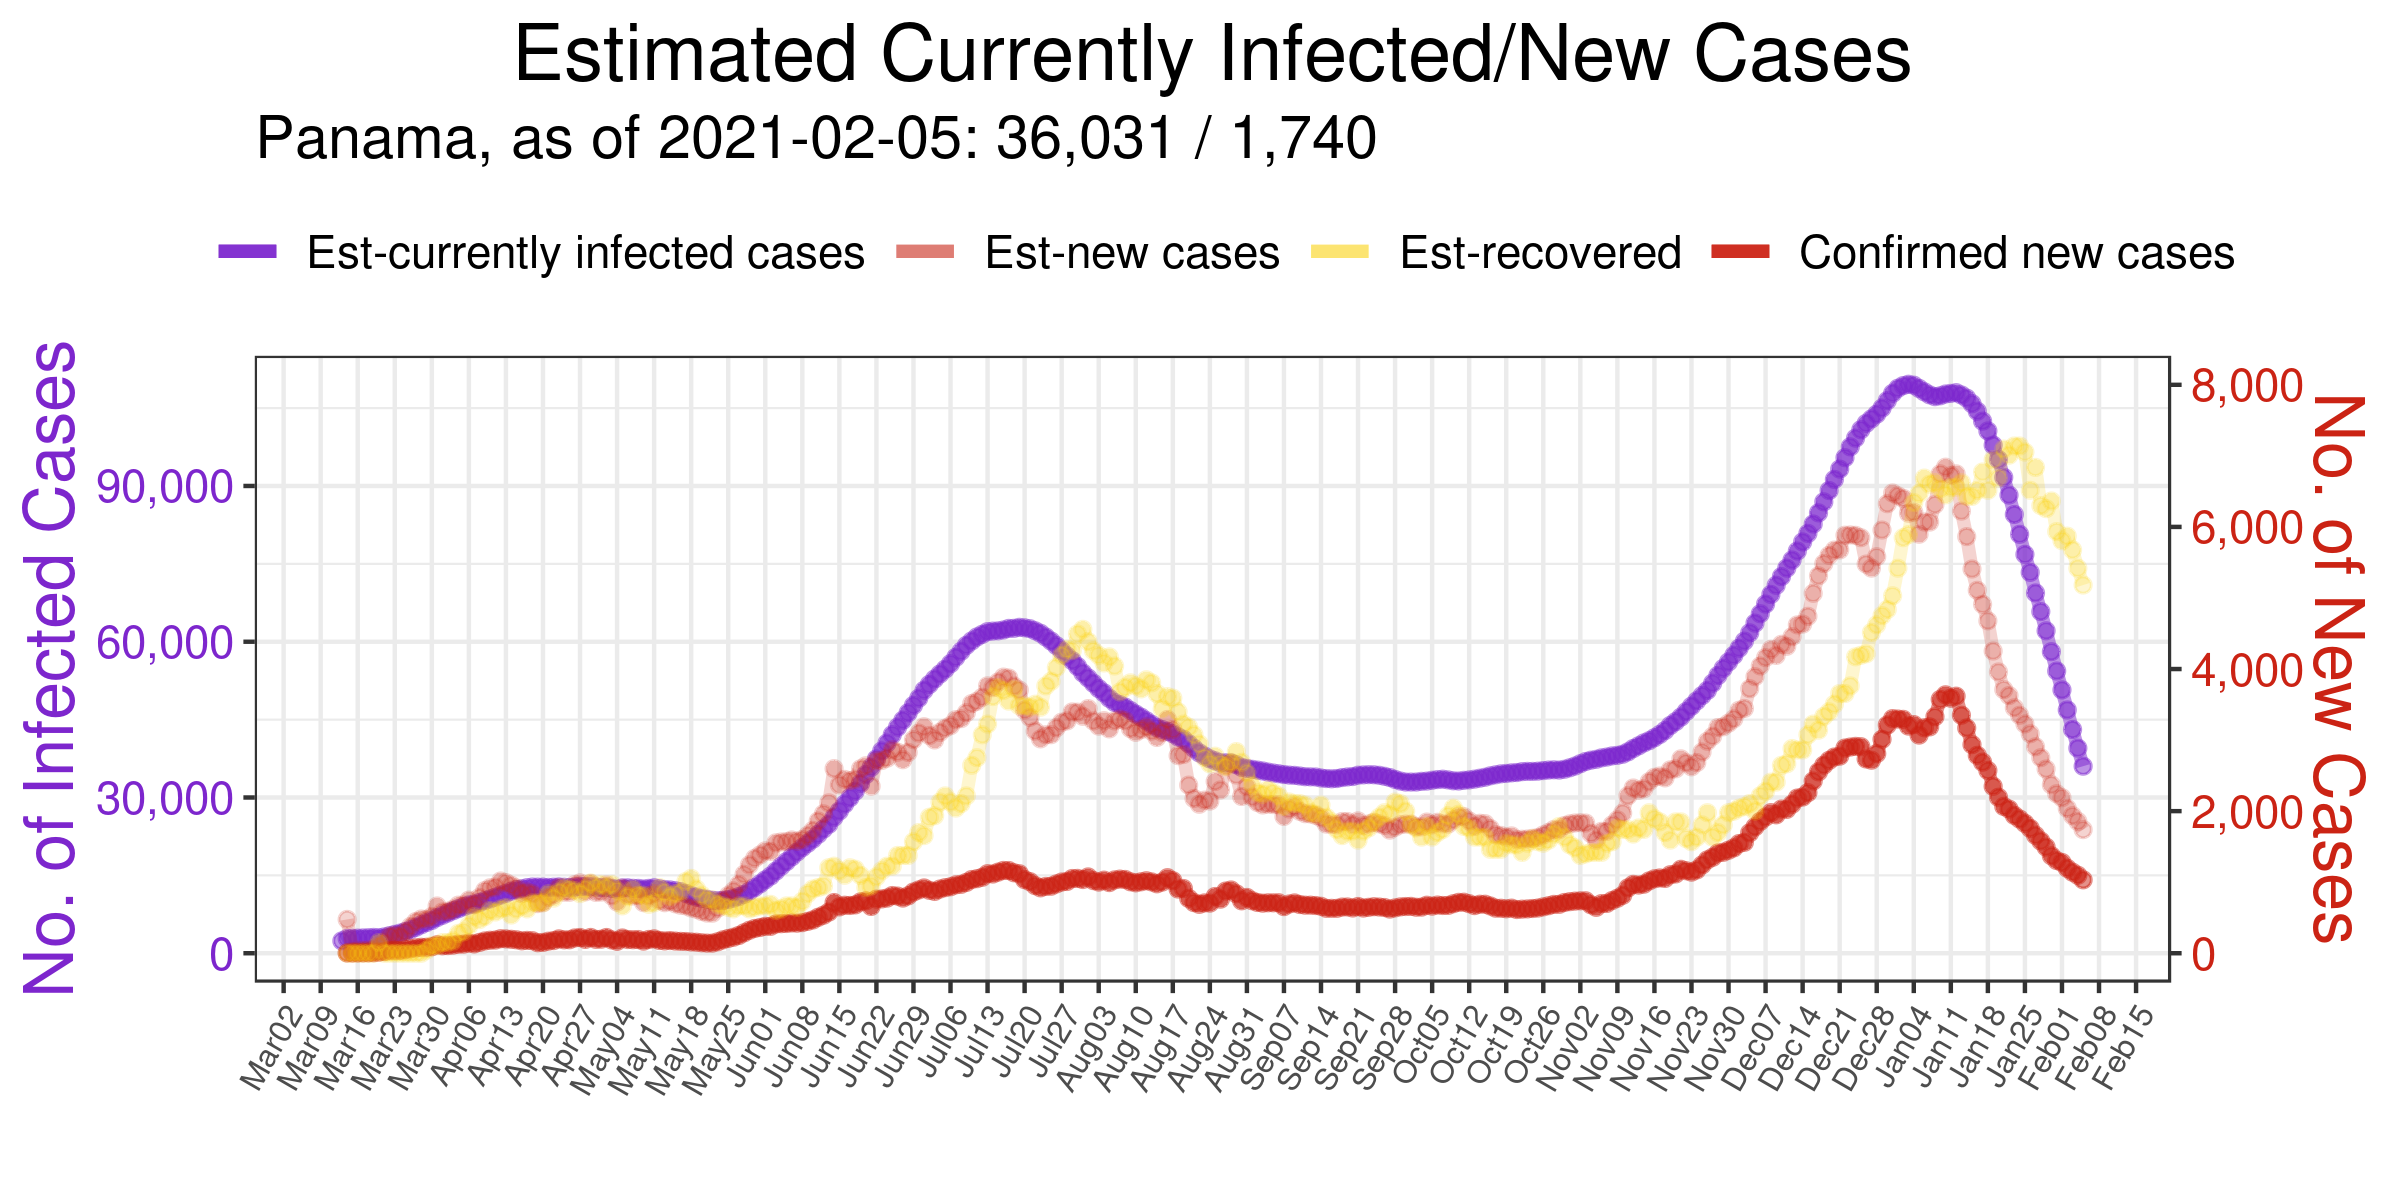 Estimated Currently Infected/New Cases
Panama, as of 2021-02-05: 36,031 / 1,740
Est-currently infected cases Est-new cases Est-recovered Confirmed new cases
No. of Infected Cases
90,000
60,000
30,000
0
8,000
6,000
4,000
2,000
0
No. of New Cases
Mar02 Mar09 Mar16 Mar23 Mar30 Apr06 Apr13 Apr20 Apr27 May04 May11 May18 May25 Jun01 Jun08 Jun15 Jun22 Jun29 Jul06 Jul13 Jul20 Jul27 Aug03 Aug10 Aug17 Aug24 Aug31 Sep07 Sep14 Sep21 Sep28 Oct05 Oct12 Oct19 Oct26 Nov02 Nov09 Nov16 Nov23 Nov30 Dec07 Dec14 Dec21 Dec28 Jan04 Jan11 Jan18 Jan25 Feb01 Feb08 Feb15